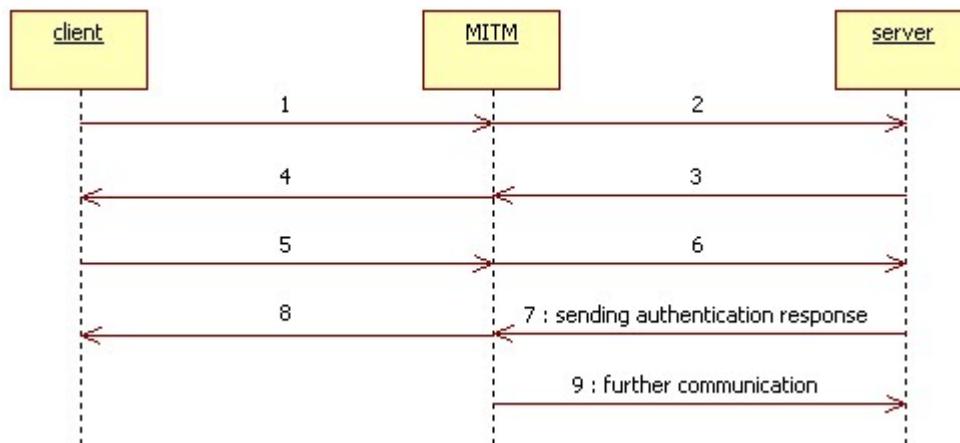 client
MITM
server
1
2
4
3
5
6
8
7 : sending authentication response
9 : further communication